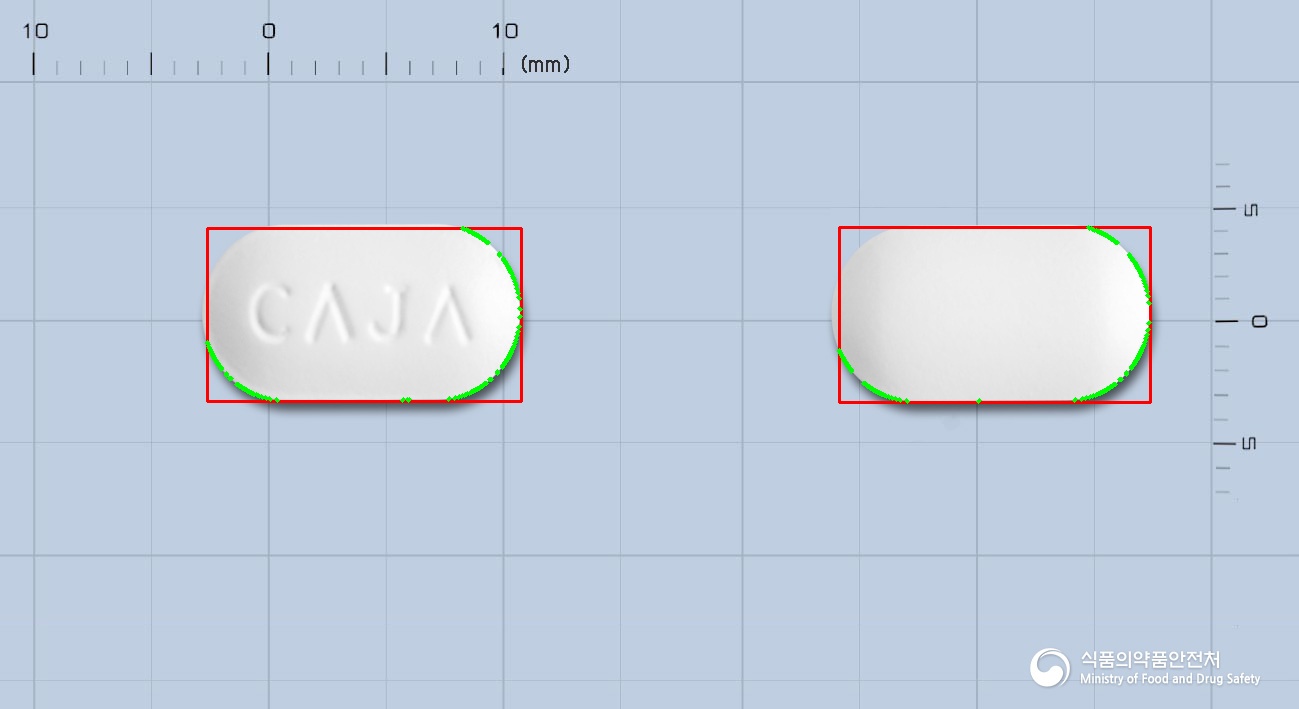 10 0 10
(mm)
5
CAJA
0
5
식품의약품안전처
Ministry of Food and Drug Safety